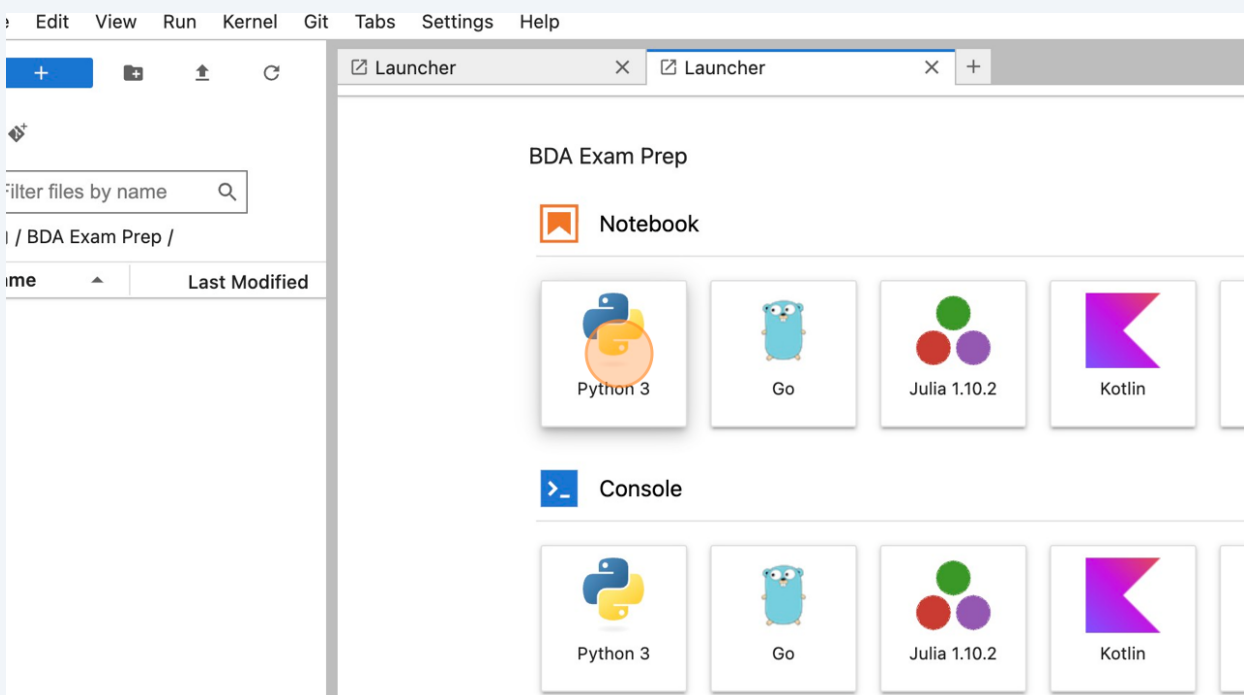 Edit View Run Kernel Git Tabs Settings Help
+
Launcher
Launcher
Filter files by name
/ BDA Exam Prep /
Last Modified
BDA Exam Prep
Notebook
Python 3
Go
Julia 1.10.2
Kotlin
Console
Python 3
Go
Julia 1.10.2
Kotlin